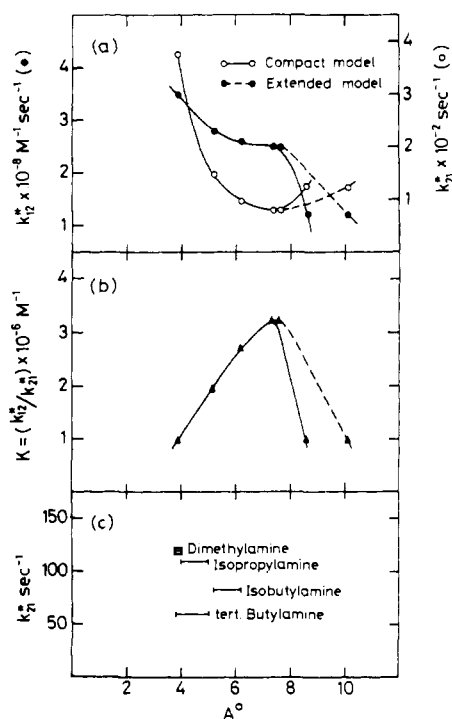 (a)
Compact model
Extended model
k*12 x 10-8 M-1 sec-1 (●)
4
3
2
1
k*21 x 10-2 sec-1 (o)
4
3
2
1
0
(b)
K = (k*12/k*21) x 10-6 M-1
4
3
2
1
(c)
k*21 sec-1
150
100
50
Dimethylamine
Isopropylamine
Isobutylamine
tert. Butylamine
2 4 6 8 10
A°